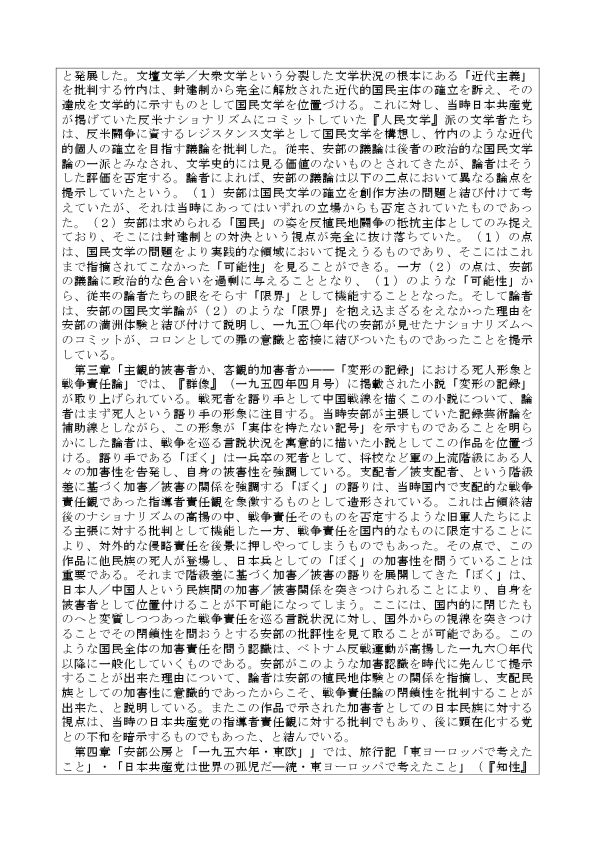 と発展した。文壇文学／大衆文学という分裂した文学状況の根本にある「近代主義」
を批判する竹内は、封建制から完全に解放された近代的国民主体の確立を訴え、その
達成を文学的に示すものとして国民文学を位置づける。これに対し、当時日本共産党
が掲げていた反米ナショナリズムにコミットしていた『人民文学』派の文学者たち
は、反米闘争に資するレジスタンス文学として国民文学を構想し、竹内のような近代
的個人の確立を目指す議論を批判した。従来、安部の議論は後者の政治的な国民文学
論の一派とみなされ、文学史的には見る価値のないものとされてきたが、論者はそう
した評価を否定する。論者によれば、安部の議論は以下の二点において異なる論点を
提示していたという。（１）安部は国民文学の確立を創作方法の問題と結び付けて考
えていたが、それは当時にあってはいずれの立場からも否定されていたものであっ
た。（２）安部は求められる「国民」の姿を反植民地闘争の抵抗主体としてのみ捉え
ており、そこには封建制との対決という視点が完全に抜け落ちていた。（１）の点
は、国民文学の問題をより実践的な領域において捉えうるものであり、そこにはこれ
まで指摘されてこなかった「可能性」を見ることができる。一方（２）の点は、安部
の議論に政治的な色合いを過剰に与えることとなり、（１）のような「可能性」か
ら、従来の論者たちの眼をそらす「限界」として機能することとなった。そして論者
は、安部の国民文学論が（２）のような「限界」を抱え込まざるをえなかった理由を
安部の満洲体験と結び付けて説明し、一九五〇年代の安部が見せたナショナリズムへ
のコミットが、コロンとしての罪の意識と密接に結びついたものであったことを提示
している。
　第三章「主観的被害者か、客観的加害者か――「変形の記録」における死人形象と
戦争責任論」では、『群像』（一九五四年四月号）に掲載された小説「変形の記録」
が取り上げられている。戦死者を語り手として中国戦線を描くこの小説について、論
者はまず死人という語り手の形象に注目する。当時安部が主張していた記録芸術論を
補助線としながら、この形象が「実体を持たない記号」を示すものであることを明ら
かにした論者は、戦争を巡る言説状況を寓意的に描いた小説としてこの作品を位置づ
ける。語り手である「ぼく」は一兵卒の死者として、将校など軍の上流階級にある人
々の加害性を告発し、自身の被害性を強調している。支配者／被支配者、という階級
差に基づく加害／被害の関係を強調する「ぼく」の語りは、当時国内で支配的な戦争
責任観であった指導者責任観を象徴するものとして造形されている。これは占領終結
後のナショナリズムの高揚の中、戦争責任そのものを否定するような旧軍人たちによ
る主張に対する批判として機能した一方、戦争責任を国内的なものに限定することに
より、対外的な侵略責任を後景に押しやってしまうものでもあった。その点で、この
作品に他民族の死人が登場し、日本兵としての「ぼく」の加害性を問うていることは
重要である。それまで階級差に基づく加害／被害の語りを展開してきた「ぼく」は、
日本人／中国人という民族間の加害／被害関係を突きつけられることにより、自身を
被害者として位置付けることが不可能になってしまう。ここには、国内的に閉じたも
のへと変質しつつあった戦争責任を巡る言説状況に対し、国外からの視線を突きつけ
ることでその閉鎖性を問おうとする安部の批評性を見て取ることが可能である。この
ような国民全体の加害責任を問う認識は、ベトナム反戦運動が高揚した一九六〇年代
以降に一般化していくものである。安部がこのような加害認識を時代に先んじて提示
することが出来た理由について、論者は安部の植民地体験との関係を指摘し、支配民
族としての加害性に意識的であったからこそ、戦争責任論の閉鎖性を批判することが
出来た、と説明している。またこの作品で示された加害者としての日本民族に対する
視点は、当時の日本共産党の指導者責任観に対する批判でもあり、後に顕在化する党
との不和を暗示するものでもあった、と結んでいる。
　第四章「安部公房と「一九五六年・東欧」」では、旅行記「東ヨーロッパで考えた
こと」・「日本共産党は世界の孤児だ―続・東ヨーロッパで考えたこと」（『知性』